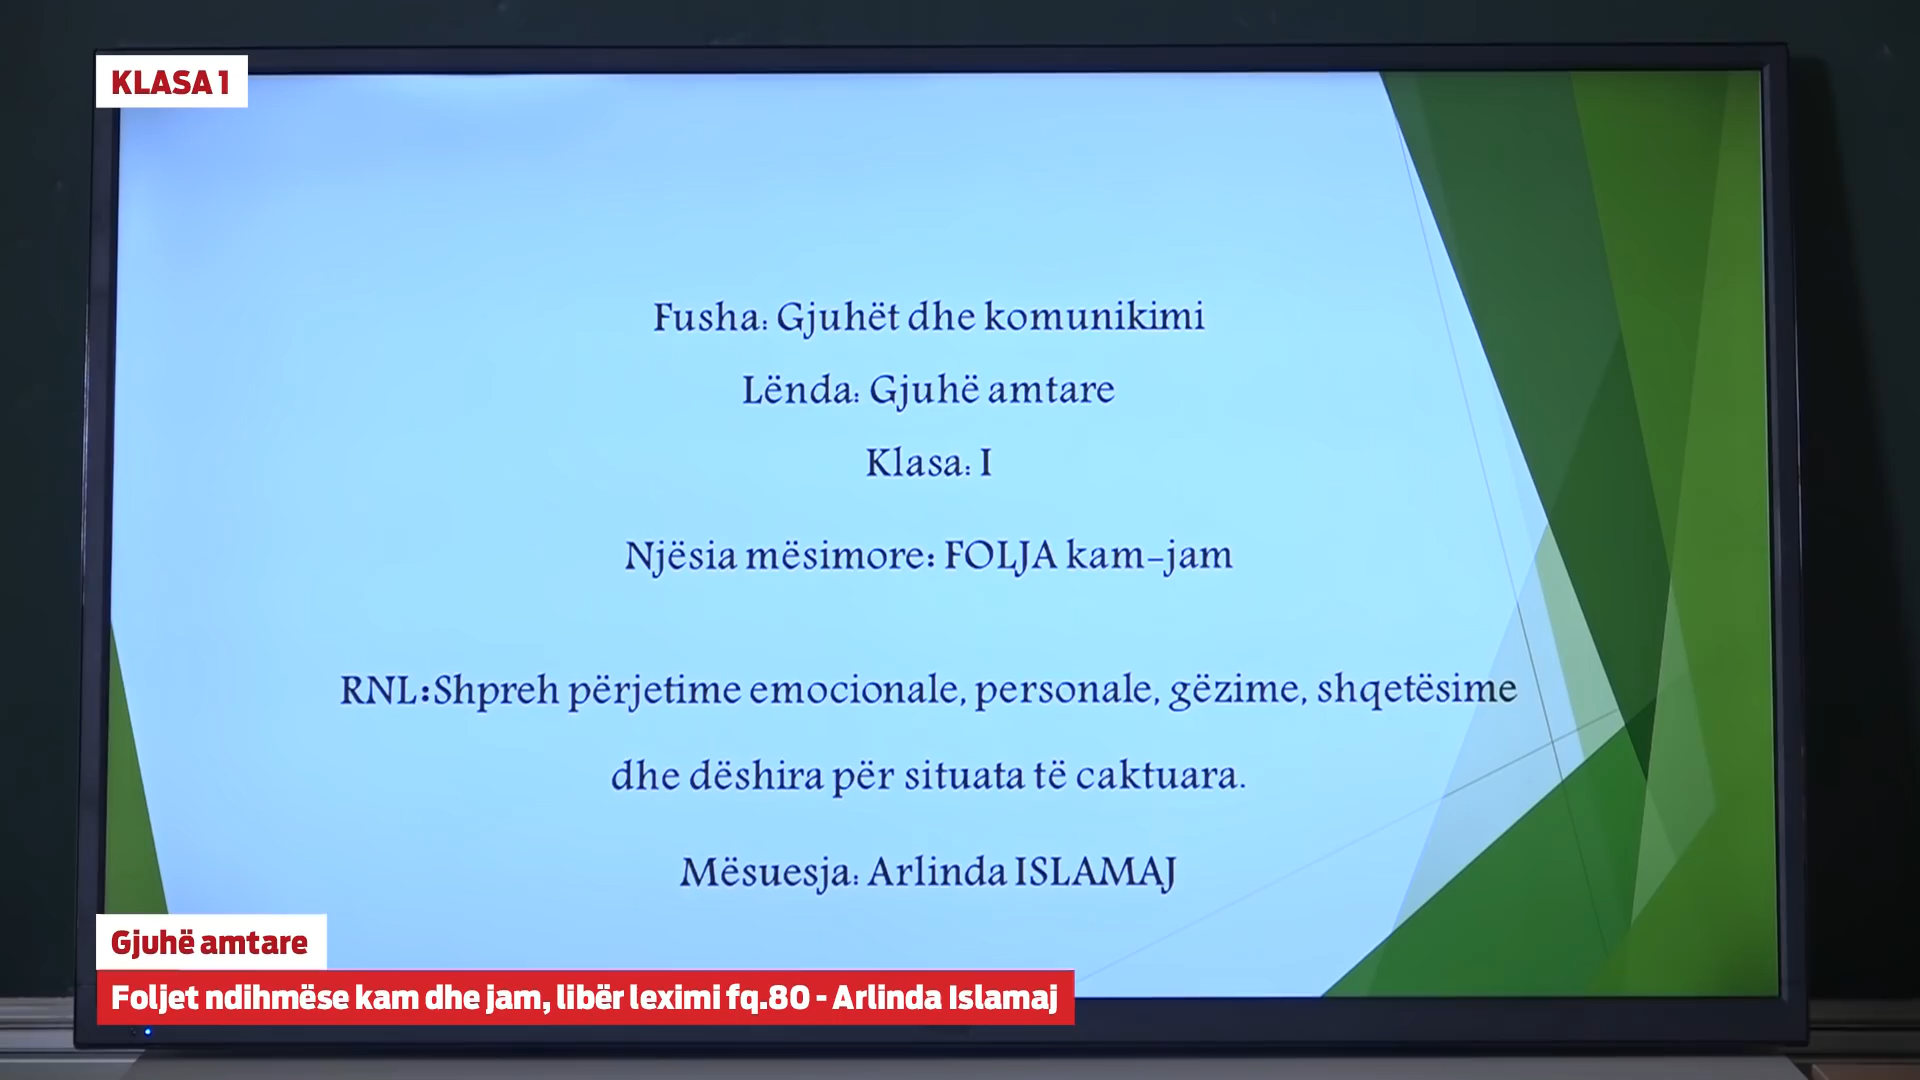 KLASA 1
Fusha: Gjuhët dhe komunikimi
Lënda: Gjuhë amtare
Klasa: I
Njësia mësimore: FOLJA kam-jam
RNL:Shpreh përjetime emocionale, personale, gëzime, shqetësime
dhe dëshira për situata të caktuara.
Mësuesja: Arlinda ISLAMAJ
Gjuhë amtare
Foljet ndihmëse kam dhe jam, libër leximi fq.80 - Arlinda Islamaj